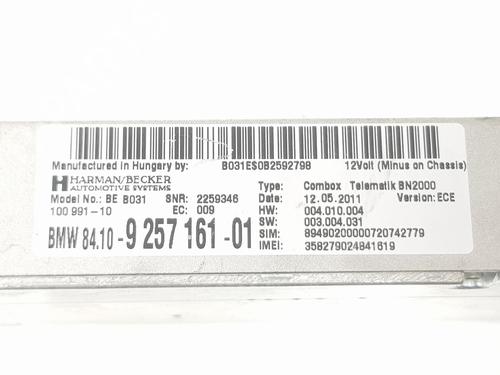 Manufactured in Hungary by: B031ES0B2592798 12Volt (Minus on Chassis)
HARMAN/BECKER
AUTOMOTIVE SYSTEMS
Type: Combox Telematik BN2000
Model No.: BE B031 SNR: 2259346 Date: 12.05.2011 Version: ECE
100 991-10 EC: 009 HW: 004.010.004
SW: 003.004.031
BMW 84.10-9 257 161-01 SIM: 89490200000720742779
IMEI: 358279024841619